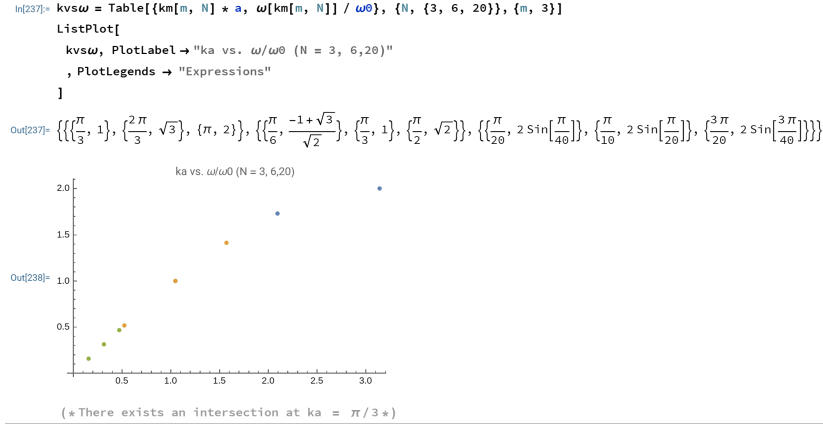 In[237]:= kvsω = Table[{km[m, N] * a, ω[km[m, N]] / ω0}, {N, {3, 6, 20}}, {m, 3}]
ListPlot[
kvsω, PlotLabel → "ka vs. ω/ω0 (N = 3, 6,20)"
, PlotLegends → "Expressions"
]
Out[237]= {{{π/3, 1}, {2 π/3, √3}, {π, 2}}, {{π/6, (-1 + √3)/√2}, {π/3, 1}, {π/2, √2}}, {{π/20, 2 Sin[π/40]}, {π/10, 2 Sin[π/20]}, {3 π/20, 2 Sin[3 π/40]}}}
ka vs. ω/ω0 (N = 3, 6,20)
2.0
1.5
Out[238]= 1.0
0.5
0.5 1.0 1.5 2.0 2.5 3.0
(*There exists an intersection at ka = π/3*)